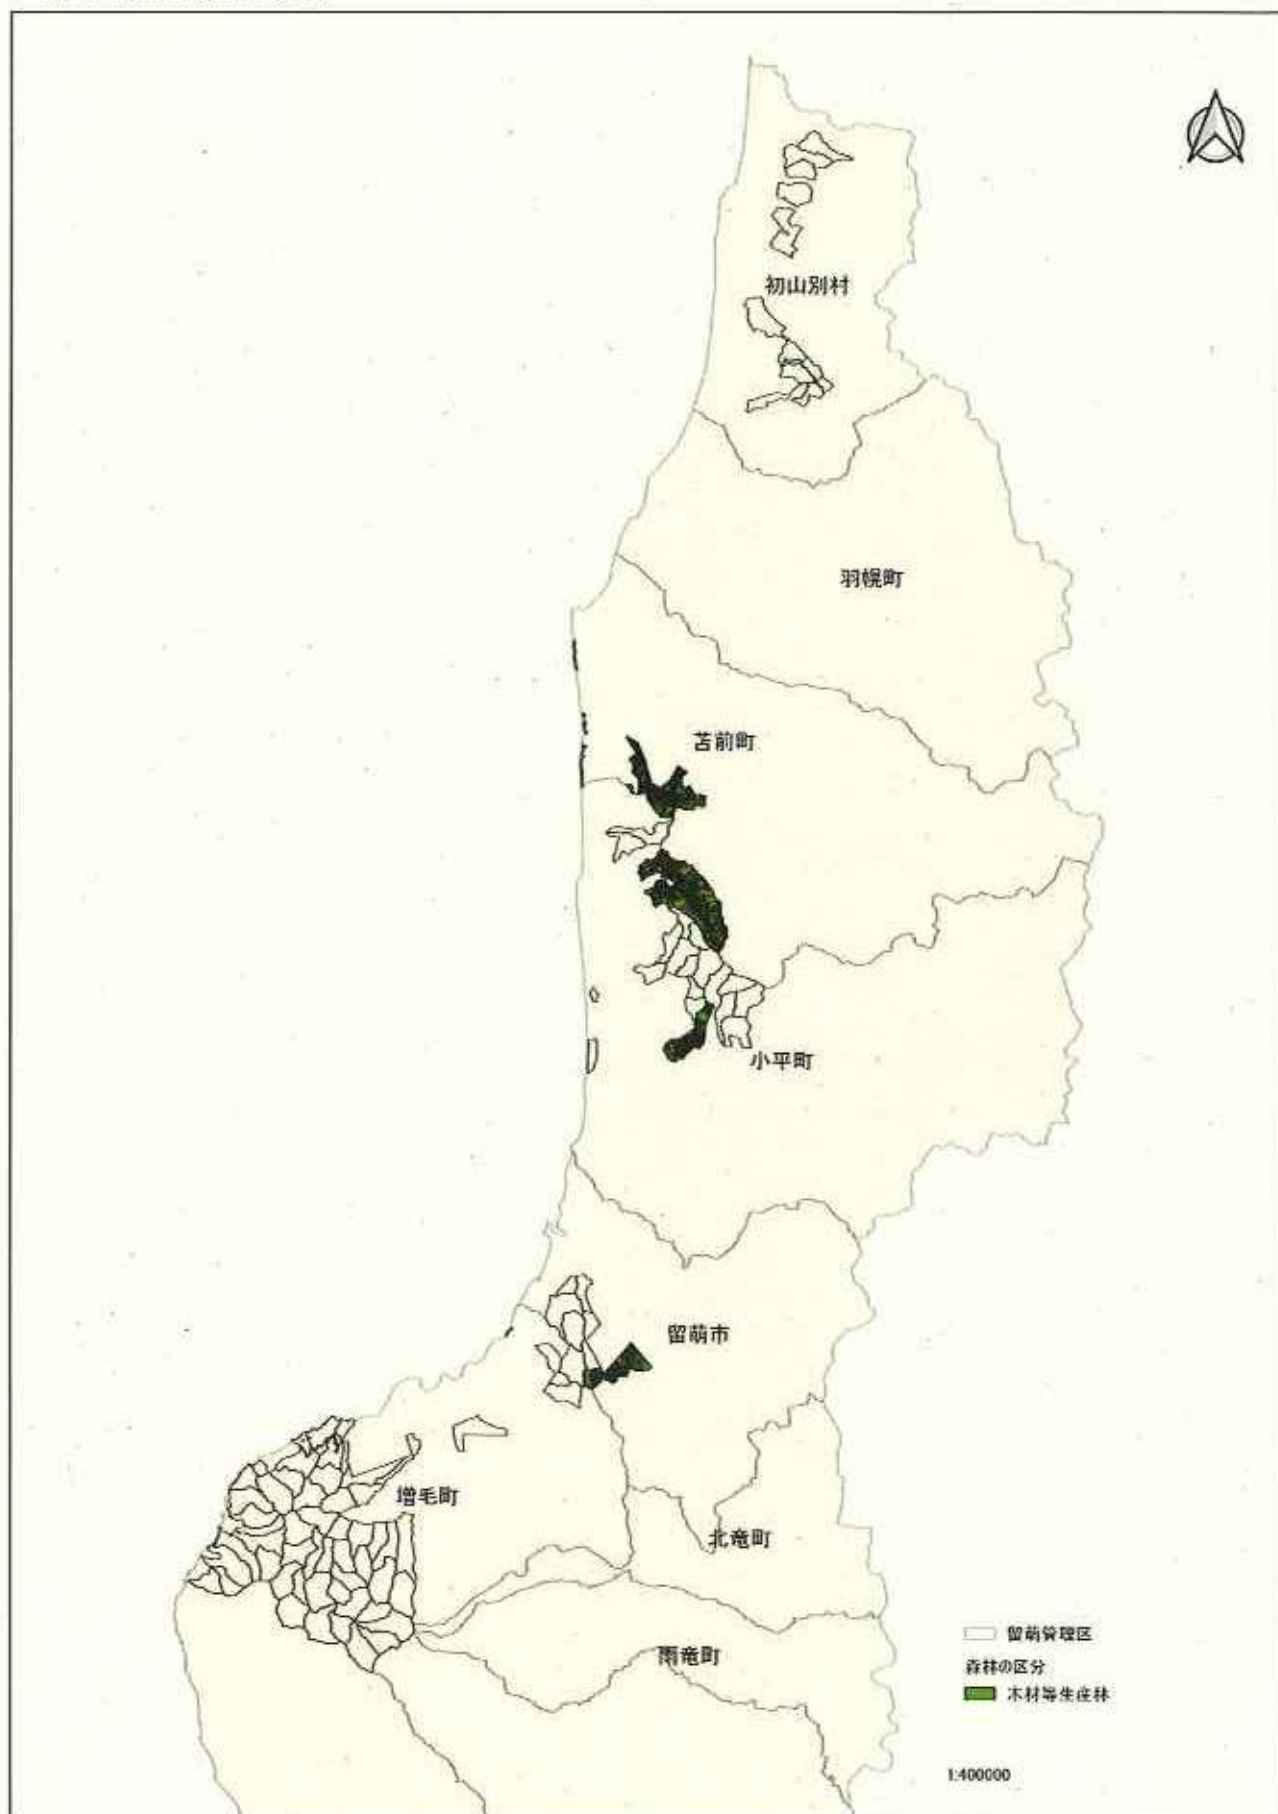 初山別村
羽幌町
苫前町
小平町
留萌市
増毛町
北竜町
雨竜町
留萌管理区
森林の区分
木材等生産林
1:400000